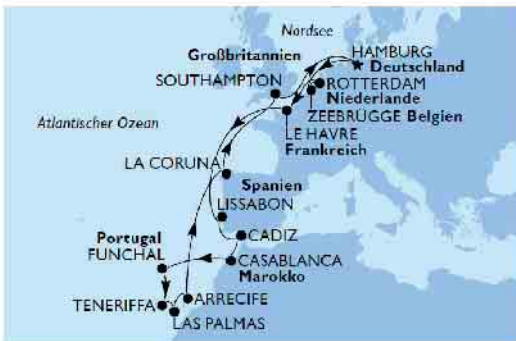 Nordsee
Großbritannien
HAMBURG
Deutschland
SOUTHAMPTON
ROTTERDAM
Niederlande
ZEEBRÜGGE Belgien
Atlantischer Ozean
LE HAVRE
Frankreich
LA CORUNA
Spanien
LISSABON
Portugal
FUNCHAL
CADIZ
CASABLANCA
Marokko
TENERIFFA
ARRECIFE
LAS PALMAS